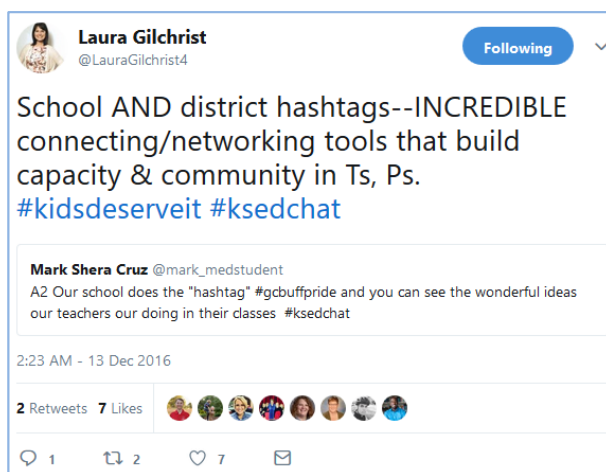 Laura Gilchrist
@LauraGilchrist4
Following
School AND district hashtags--INCREDIBLE
connecting/networking tools that build
capacity & community in Ts, Ps.
#kidsdeserveit #ksedchat
Mark Shera Cruz @mark_medstudent
A2 Our school does the "hashtag" #gcbuffpride and you can see the wonderful ideas
our teachers our doing in their classes #ksedchat
2:23 AM - 13 Dec 2016
2 Retweets 7 Likes
1 2 7